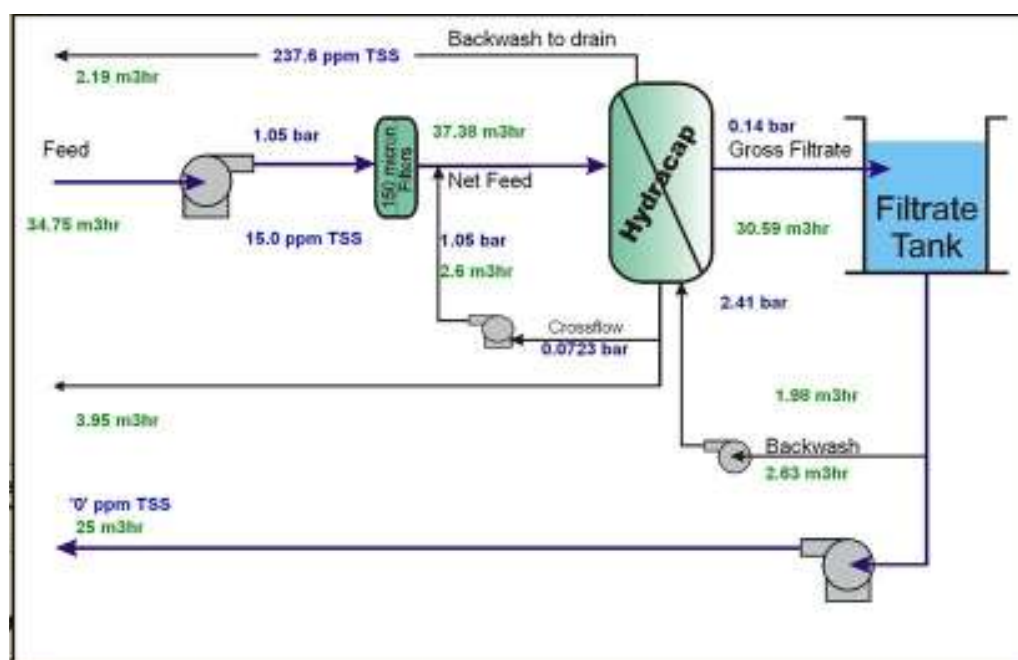 Backwash to drain
237.6 ppm TSS
2.19 m3hr
Feed
1.05 bar
37.38 m3hr
0.14 bar
Gross Filtrate
150 micron
Filters
Net Feed
Hydracap
Filtrate
Tank
34.75 m3hr
15.0 ppm TSS
1.05 bar
2.6 m3hr
30.59 m3hr
2.41 bar
Crossflow
0.0723 bar
3.95 m3hr
1.98 m3hr
Backwash
2.63 m3hr
'0' ppm TSS
25 m3hr